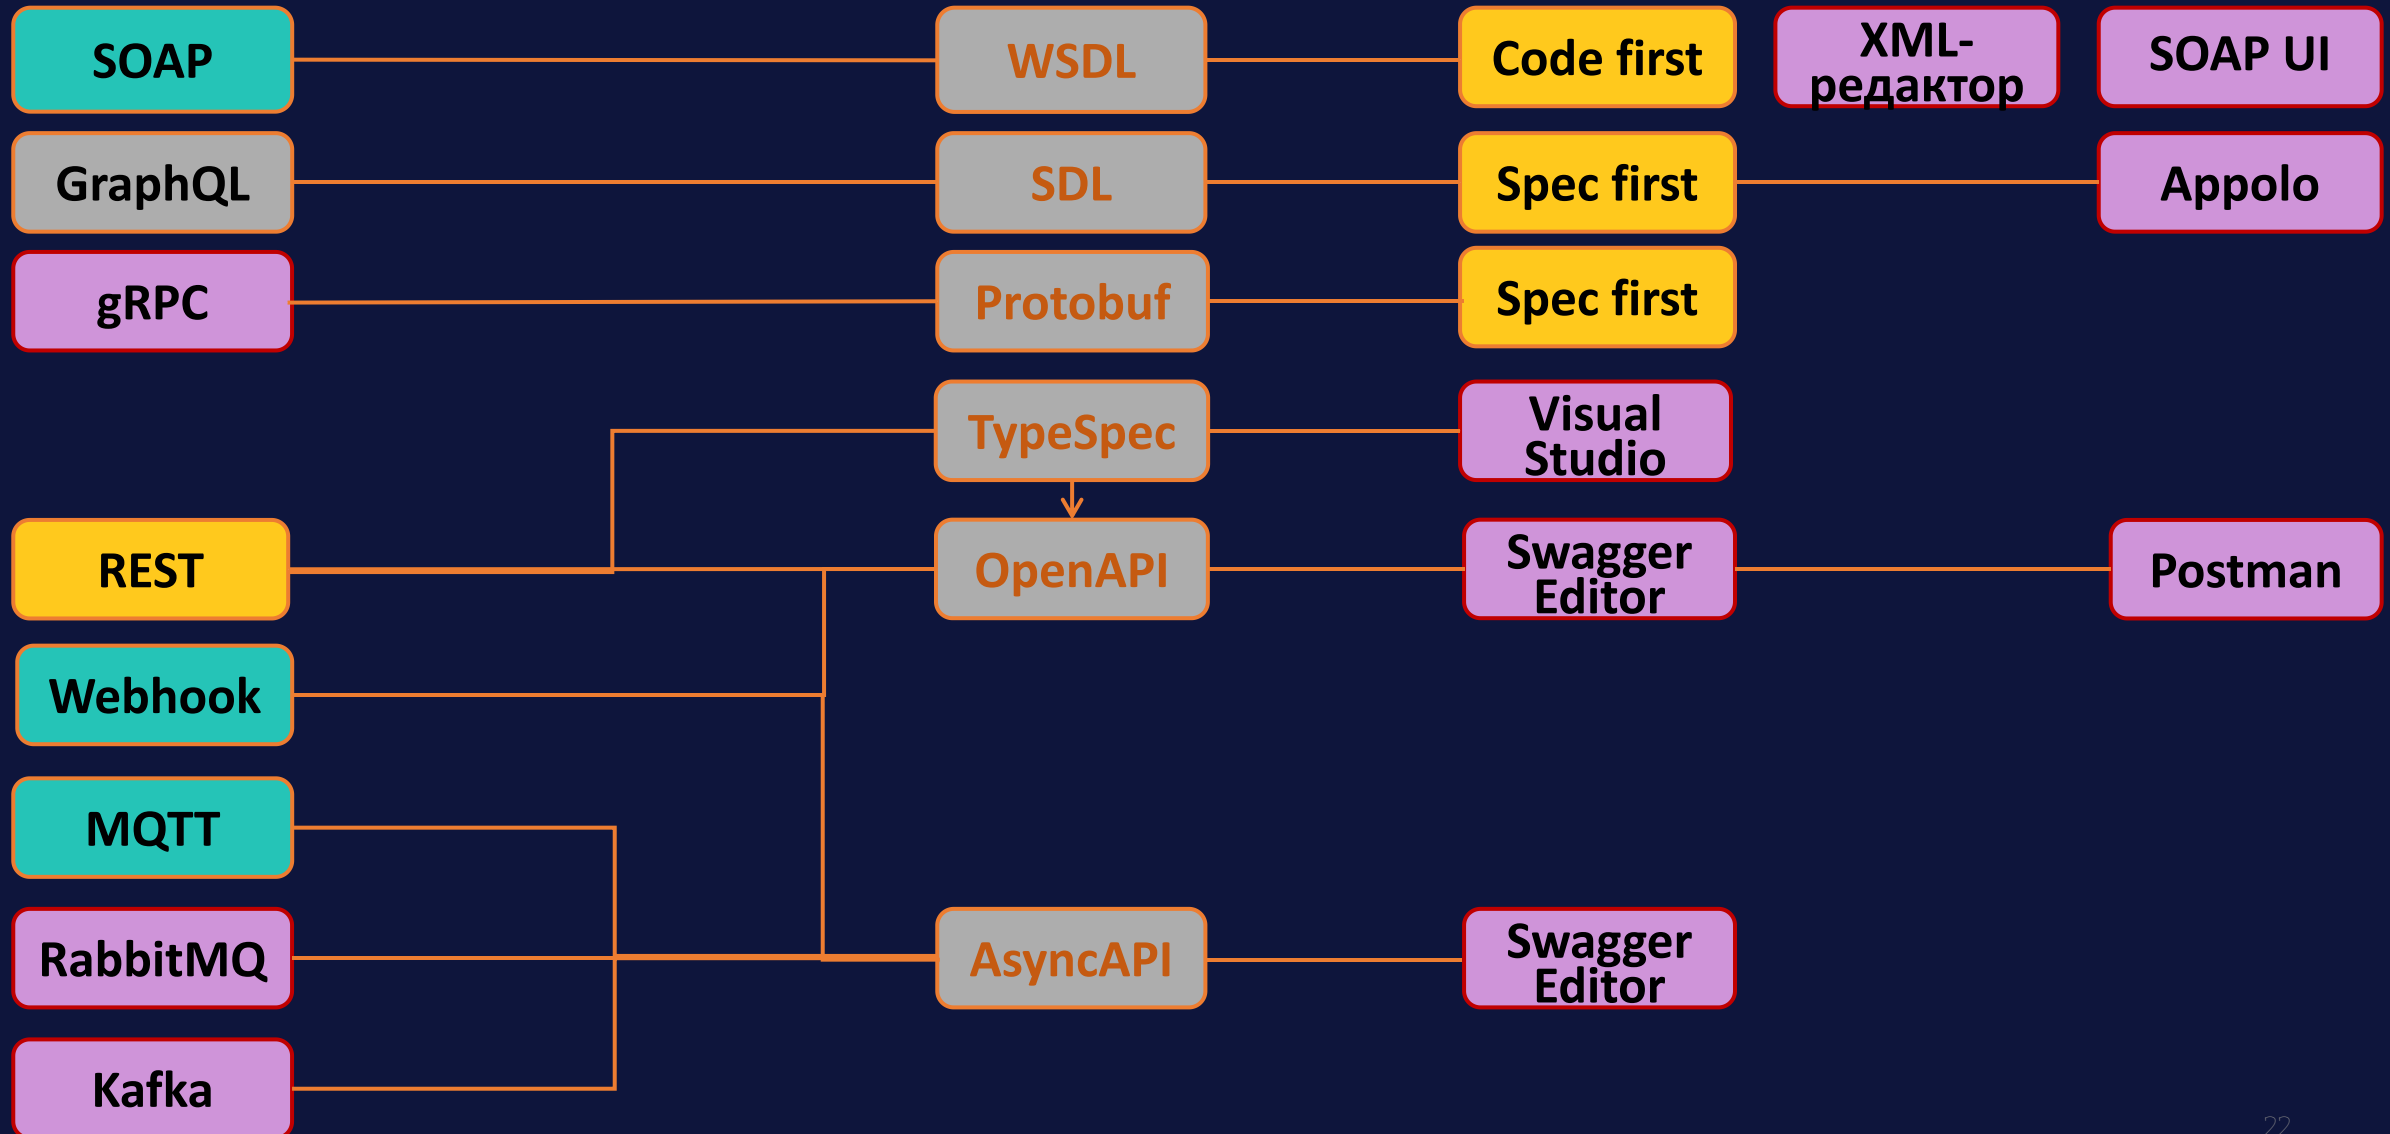 SOAP
WSDL
Code first
XML-
редактор
SOAP UI
GraphQL
SDL
Spec first
Appolo
gRPC
Protobuf
Spec first
TypeSpec
Visual
Studio
REST
OpenAPI
Swagger
Editor
Postman
Webhook
MQTT
RabbitMQ
AsyncAPI
Swagger
Editor
Kafka
22